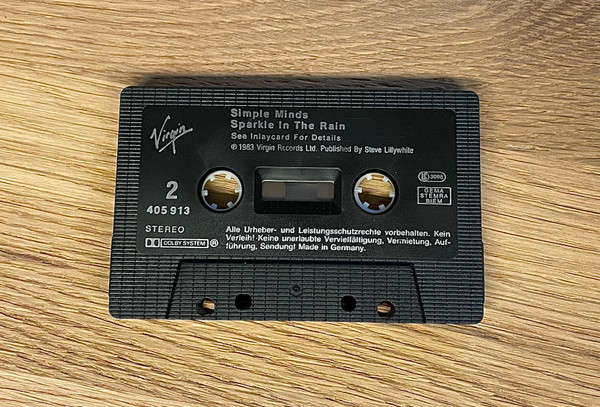 Virgin
Simple Minds
Sparkle In The Rain
See Inlaycard For Details
℗ 1983 Virgin Records Ltd. Published By Steve Lillywhite
2
405 913
STEREO
DOLBY SYSTEM ®
LC 3098
GEMA
STEMRA
BIEM
Alle Urheber- und Leistungsschutzrechte vorbehalten. Kein
Verleih! Keine unerlaubte Vervielfältigung, Vermietung, Auf-
führung, Sendung! Made in Germany.